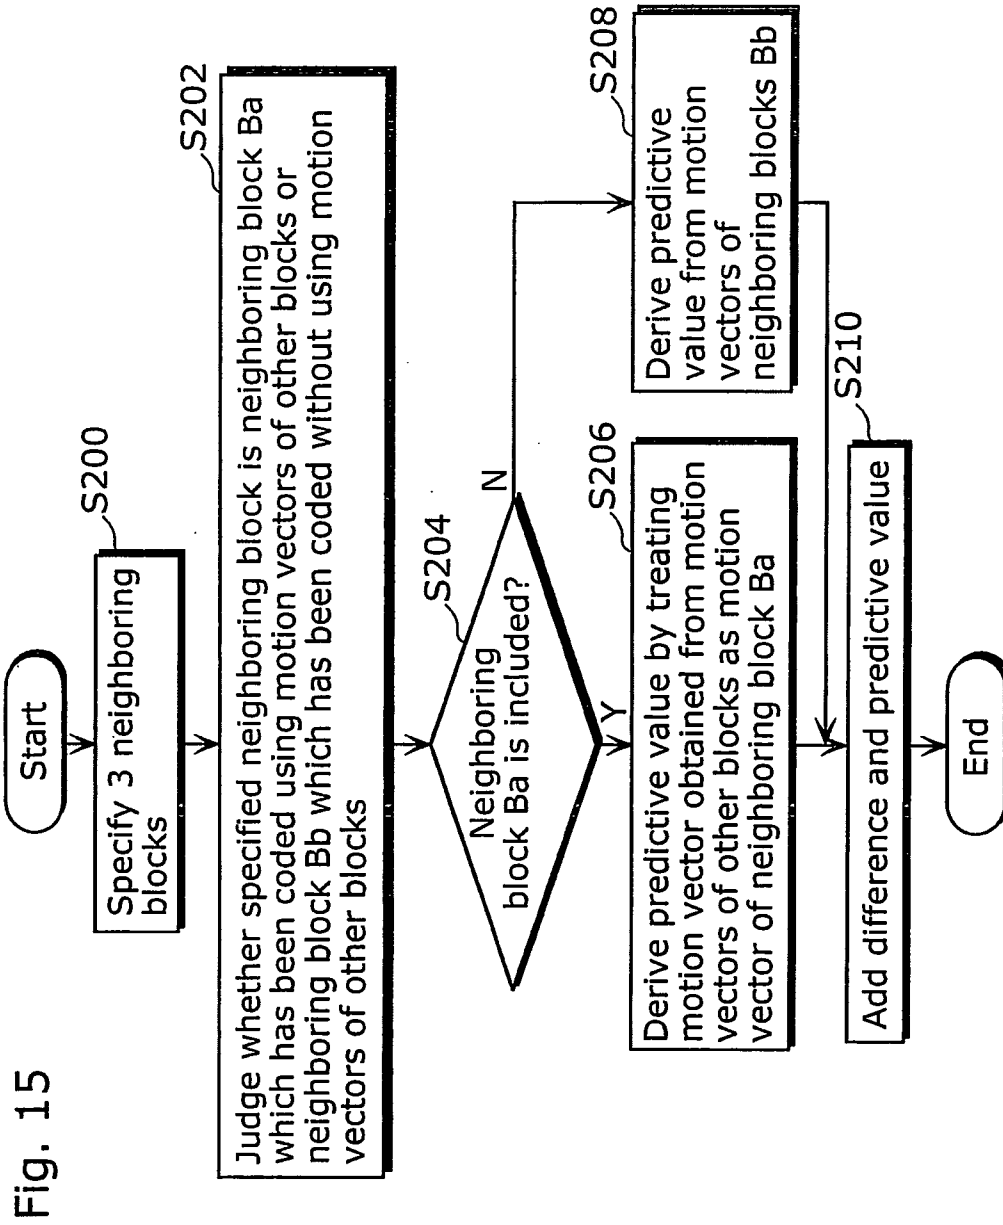 Fig. 15
Start
S200
Specify 3 neighboring
blocks
S202
Judge whether specified neighboring block is neighboring block Ba
which has been coded using motion vectors of other blocks or
neighboring block Bb which has been coded without using motion
vectors of other blocks
S204
Neighboring
block Ba is included?
N
Y
S206
Derive predictive value by treating
motion vector obtained from motion
vectors of other blocks as motion
vector of neighboring block Ba
S208
Derive predictive
value from motion
vectors of
neighboring blocks Bb
S210
Add difference and predictive value
End